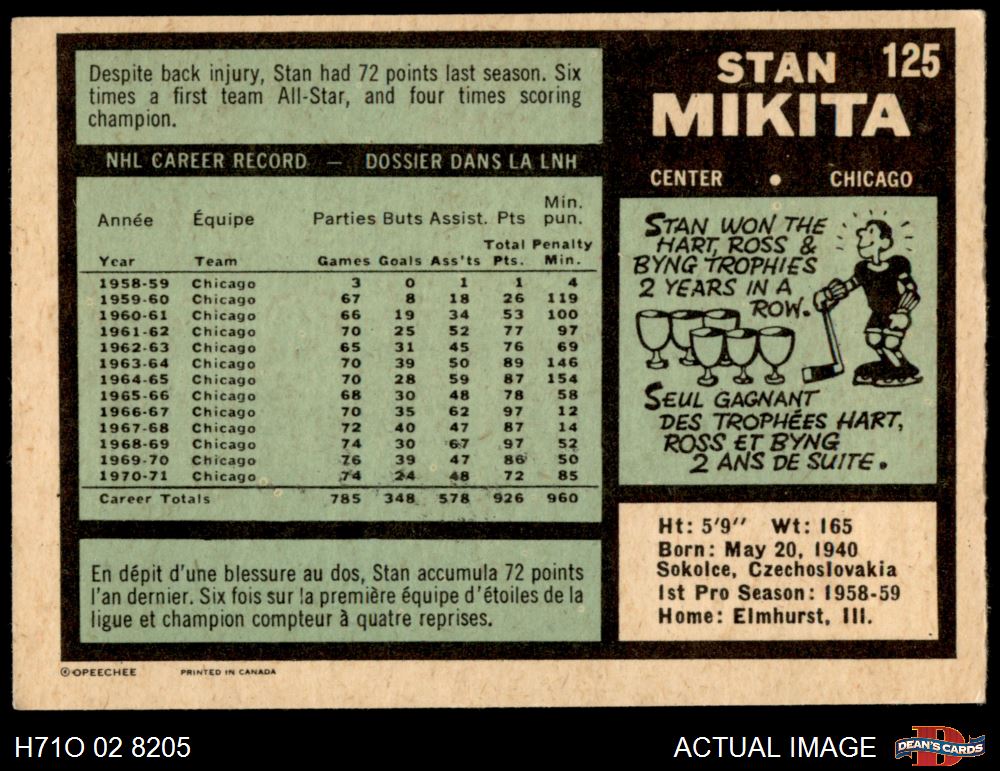 Despite back injury, Stan had 72 points last season. Six
times a first team All-Star, and four times scoring
champion.
NHL CAREER RECORD — DOSSIER DANS LA LNH
Année Équipe Parties Buts Assist. Pts Min. pun.
Year Team Games Goals Ass'ts Total Pts. Penalty Min.
1958-59 Chicago 3 0 1 1 4
1959-60 Chicago 67 8 18 26 119
1960-61 Chicago 66 19 34 53 100
1961-62 Chicago 70 25 52 77 97
1962-63 Chicago 65 31 45 76 69
1963-64 Chicago 70 39 50 89 146
1964-65 Chicago 70 28 59 87 154
1965-66 Chicago 68 30 48 78 58
1966-67 Chicago 70 35 62 97 12
1967-68 Chicago 72 40 47 87 14
1968-69 Chicago 74 30 67 97 52
1969-70 Chicago 76 39 47 86 50
1970-71 Chicago 74 24 48 72 85
Career Totals 785 348 578 926 960
En dépit d'une blessure au dos, Stan accumula 72 points
l'an dernier. Six fois sur la première équipe d'étoiles de la
ligue et champion compteur à quatre reprises.
STAN 125
MIKITA
CENTER • CHICAGO
STAN WON THE
HART, ROSS &
BYNG TROPHIES
2 YEARS IN A
ROW.
SEUL GAGNANT
DES TROPHÉES HART,
ROSS ET BYNG
2 ANS DE SUITE.
Ht: 5'9" Wt: 165
Born: May 20, 1940
Sokolce, Czechoslovakia
1st Pro Season: 1958-59
Home: Elmhurst, Ill.
© OPEECHEE PRINTED IN CANADA
H71O 02 8205 ACTUAL IMAGE DEAN'S CARDS